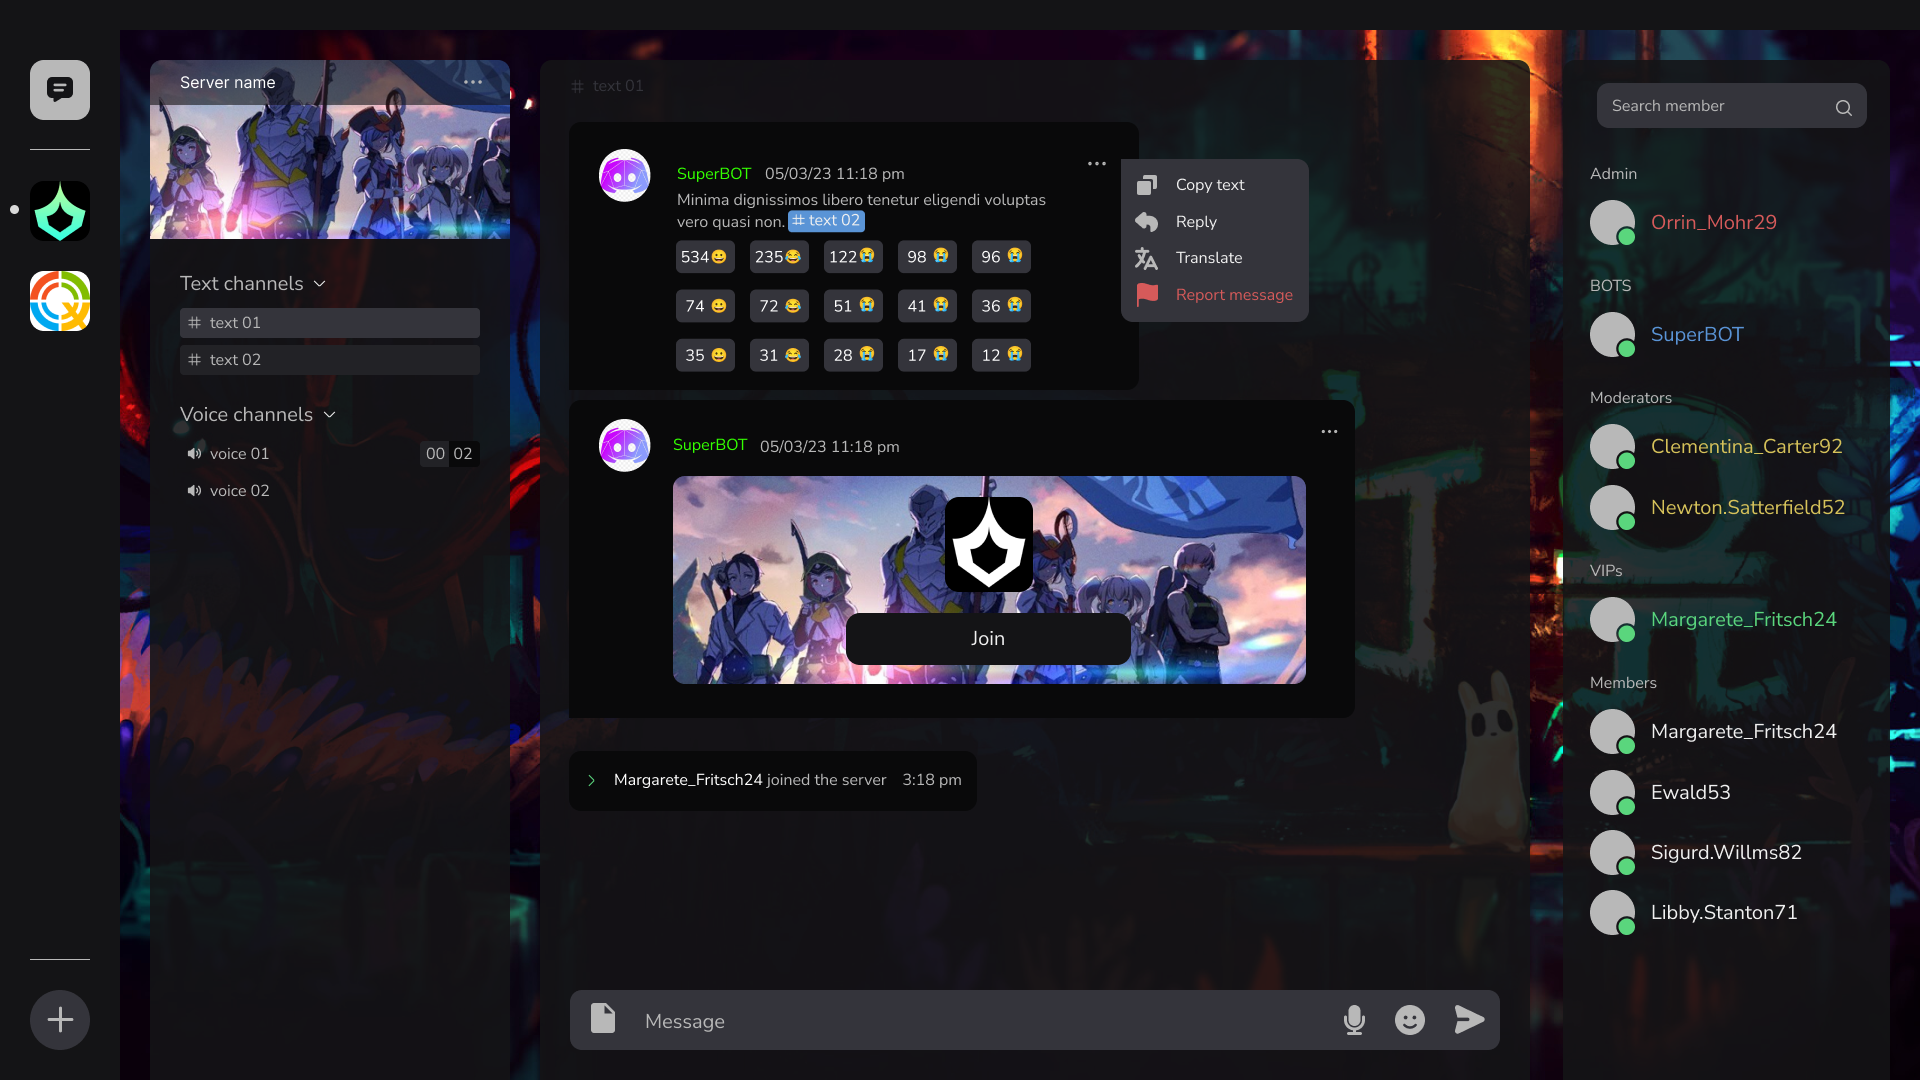 Server name
Text channels
# text 01
# text 02
Voice channels
voice 01
00 02
voice 02
# text 01
SuperBOT 05/03/23 11:18 pm
Minima dignissimos libero tenetur eligendi voluptas
vero quasi non. # text 02
534😀 235😂 122😭 98 😭 96 😭
74 😀 72 😂 51 😭 41 😭 36 😭
35 😀 31 😂 28 😭 17 😭 12 😭
Copy text
Reply
Translate
Report message
SuperBOT 05/03/23 11:18 pm
Join
Margarete_Fritsch24 joined the server 3:18 pm
Message
Search member
Admin
Orrin_Mohr29
BOTS
SuperBOT
Moderators
Clementina_Carter92
Newton.Satterfield52
VIPs
Margarete_Fritsch24
Members
Margarete_Fritsch24
Ewald53
Sigurd.Willms82
Libby.Stanton71